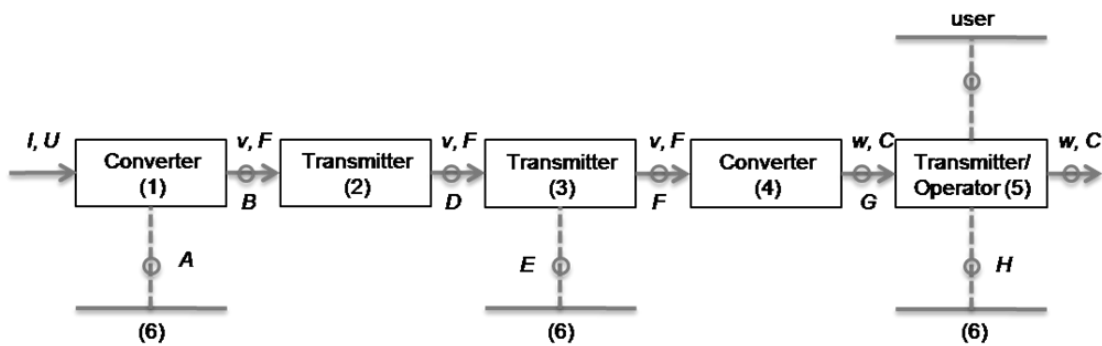 user
I, U
Converter
(1)
v, F
B
Transmitter
(2)
v, F
D
Transmitter
(3)
v, F
F
Converter
(4)
w, C
G
Transmitter/
Operator (5)
w, C
A
E
H
(6)
(6)
(6)